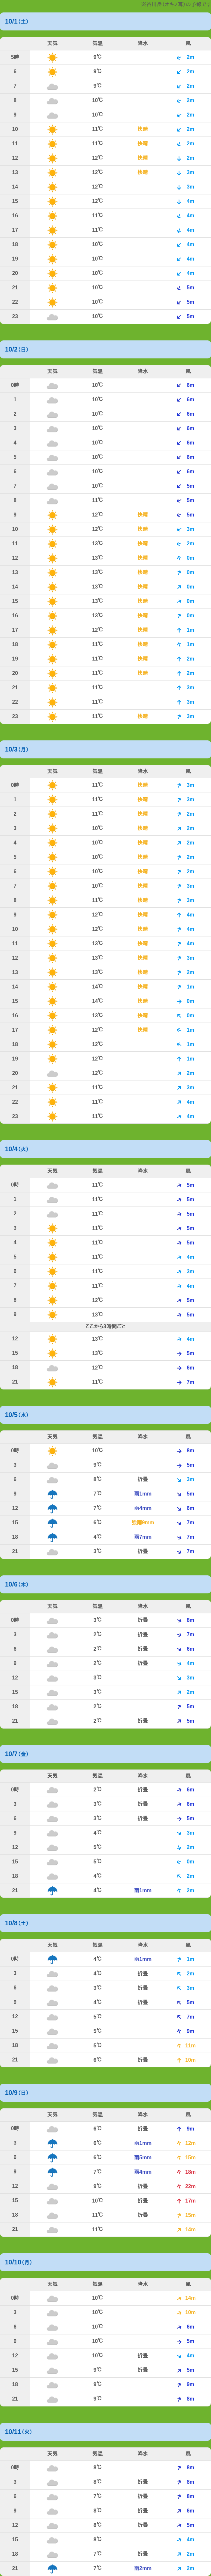 10/1(土)
天気 気温 降水 風
5時 9℃ 2m
6 9℃ 2m
7 9℃ 2m
8 10℃ 2m
9 10℃ 2m
10 11℃ 快晴 2m
11 11℃ 快晴 2m
12 12℃ 快晴 2m
13 12℃ 快晴 3m
14 12℃ 3m
15 12℃ 4m
16 11℃ 4m
17 11℃ 4m
18 10℃ 4m
19 10℃ 4m
20 10℃ 4m
21 10℃ 5m
22 10℃ 5m
23 10℃ 5m
10/2(日)
天気 気温 降水 風
0時 10℃ 6m
1 10℃ 6m
2 10℃ 6m
3 10℃ 6m
4 10℃ 6m
5 10℃ 6m
6 10℃ 6m
7 10℃ 5m
8 11℃ 5m
9 12℃ 快晴 5m
10 12℃ 快晴 3m
11 13℃ 快晴 2m
12 13℃ 快晴 0m
13 13℃ 快晴 0m
14 13℃ 快晴 0m
15 13℃ 快晴 0m
16 13℃ 快晴 0m
17 12℃ 快晴 1m
18 11℃ 快晴 1m
19 11℃ 快晴 2m
20 11℃ 快晴 2m
21 11℃ 3m
22 11℃ 3m
23 11℃ 快晴 3m
10/3(月)
天気 気温 降水 風
0時 11℃ 快晴 3m
1 11℃ 快晴 3m
2 11℃ 快晴 2m
3 10℃ 快晴 2m
4 10℃ 快晴 2m
5 10℃ 快晴 2m
6 10℃ 快晴 2m
7 10℃ 快晴 3m
8 11℃ 快晴 3m
9 12℃ 快晴 4m
10 12℃ 快晴 4m
11 13℃ 快晴 4m
12 13℃ 快晴 3m
13 13℃ 快晴 2m
14 14℃ 快晴 1m
15 14℃ 快晴 0m
16 13℃ 快晴 0m
17 12℃ 快晴 1m
18 12℃ 1m
19 12℃ 1m
20 12℃ 2m
21 11℃ 3m
22 11℃ 4m
23 11℃ 4m
10/4(火)
天気 気温 降水 風
0時 11℃ 5m
1 11℃ 5m
2 11℃ 5m
3 11℃ 5m
4 11℃ 5m
5 11℃ 4m
6 11℃ 3m
7 11℃ 4m
8 12℃ 5m
9 13℃ 5m
ここから3時間ごと
12 13℃ 4m
15 13℃ 5m
18 12℃ 6m
21 11℃ 7m
10/5(水)
天気 気温 降水 風
0時 10℃ 8m
3 9℃ 5m
6 8℃ 折畳 3m
9 7℃ 雨1mm 5m
12 7℃ 雨4mm 6m
15 6℃ 7m
18 4℃ 雨7mm 7m
21 3℃ 折畳 7m
10/6(木)
天気 気温 降水 風
0時 3℃ 折畳 8m
3 2℃ 折畳 7m
6 2℃ 折畳 6m
9 2℃ 折畳 4m
12 3℃ 3m
15 3℃ 2m
18 2℃ 5m
21 2℃ 折畳 5m
10/7(金)
天気 気温 降水 風
0時 2℃ 折畳 6m
3 3℃ 折畳 6m
6 3℃ 折畳 5m
9 4℃ 3m
12 5℃ 2m
15 5℃ 0m
18 4℃ 2m
21 4℃ 雨1mm 2m
10/8(土)
天気 気温 降水 風
0時 4℃ 雨1mm 1m
3 4℃ 折畳 2m
6 3℃ 折畳 3m
9 4℃ 折畳 5m
12 5℃ 7m
15 5℃ 9m
18 5℃ 11m
21 6℃ 折畳 10m
10/9(日)
天気 気温 降水 風
0時 6℃ 折畳 9m
3 6℃ 雨1mm 12m
6 6℃ 雨5mm 15m
9 7℃ 雨4mm 18m
12 8℃ 折畳 22m
15 10℃ 折畳 17m
18 11℃ 折畳 15m
21 11℃ 14m
10/10(月)
天気 気温 降水 風
0時 10℃ 14m
3 10℃ 10m
6 10℃ 6m
9 10℃ 5m
12 10℃ 折畳 4m
15 9℃ 折畳 5m
18 9℃ 9m
21 9℃ 8m
10/11(火)
天気 気温 降水 風
0時 8℃ 8m
3 8℃ 折畳 8m
6 7℃ 折畳 8m
9 8℃ 折畳 6m
12 8℃ 折畳 5m
15 8℃ 4m
18 7℃ 折畳 2m
21 7℃ 雨2mm 2m